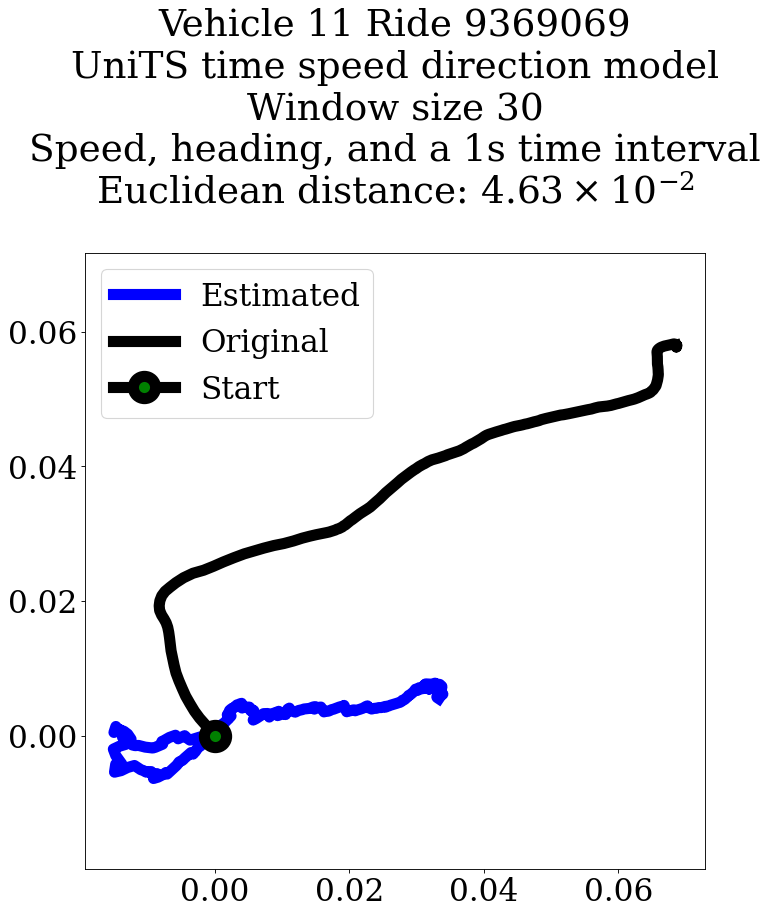 Vehicle 11 Ride 9369069
UniTS time speed direction model
Window size 30
Speed, heading, and a 1s time interval
Euclidean distance: 4.63 × 10⁻²
Estimated
Original
Start
0.06
0.04
0.02
0.00
0.00 0.02 0.04 0.06